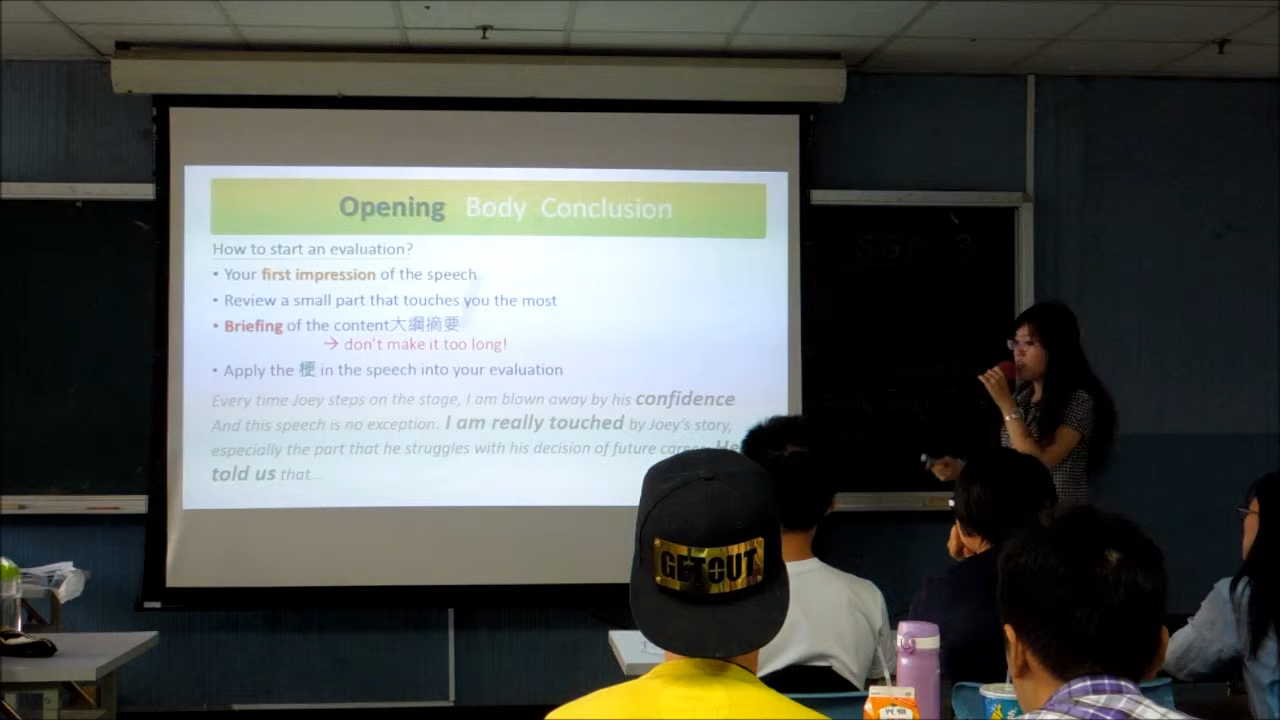 Opening Body Conclusion
How to start an evaluation?
• Your first impression of the speech
• Review a small part that touches you the most
• Briefing of the content大綱摘要
→ don't make it too long!
• Apply the 梗 in the speech into your evaluation
Every time Joey steps on the stage, I am blown away by his confidence
And this speech is no exception. I am really touched by Joey's story,
especially the part that he struggles with his decision of future career. He
told us that...
GETOUT